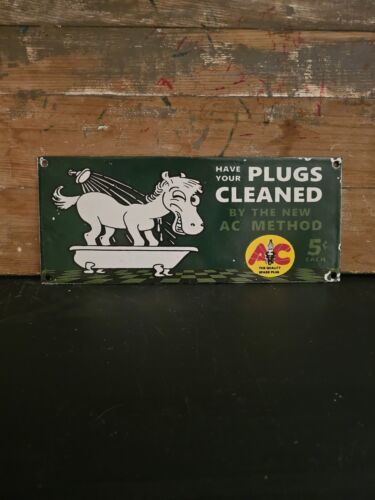 HAVE YOUR PLUGS
CLEANED
BY THE NEW
AC METHOD
5¢
EACH
AC
THE QUALITY
SPARK PLUG